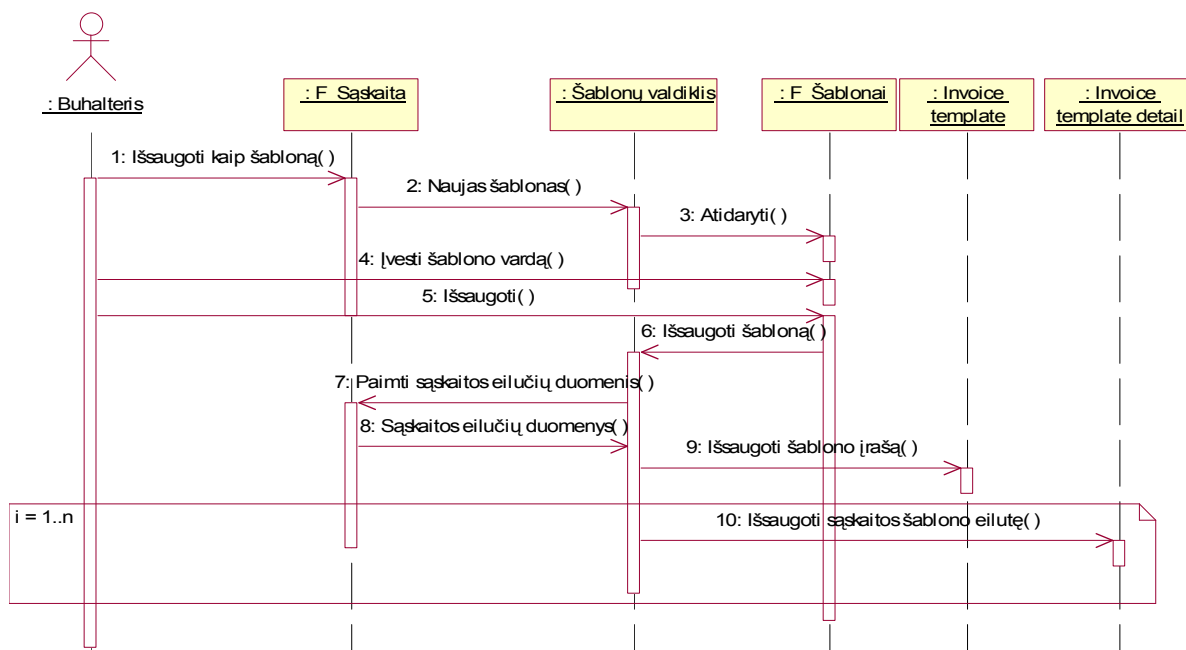 : Buhalteris
: F_Sąskaita
: Šablonų valdiklis
: F_Šablonai
: Invoice
template
: Invoice
template detail
1: Išsaugoti kaip šabloną( )
2: Naujas šablonas( )
3: Atidaryti( )
4: Įvesti šablono vardą( )
5: Išsaugoti( )
6: Išsaugoti šabloną( )
7: Paimti sąskaitos eilučių duomenis( )
8: Sąskaitos eilučių duomenys( )
9: Išsaugoti šablono įrašą( )
i = 1..n
10: Išsaugoti sąskaitos šablono eilutę( )